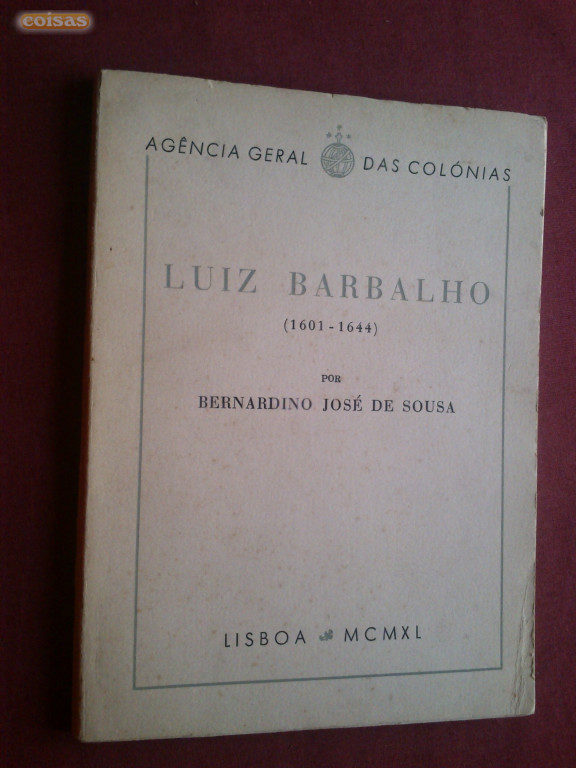 coisas
AGÊNCIA GERAL DAS COLÓNIAS
LUIZ BARBALHO
(1601-1644)
POR
BERNARDINO JOSÉ DE SOUSA
LISBOA MCMXL